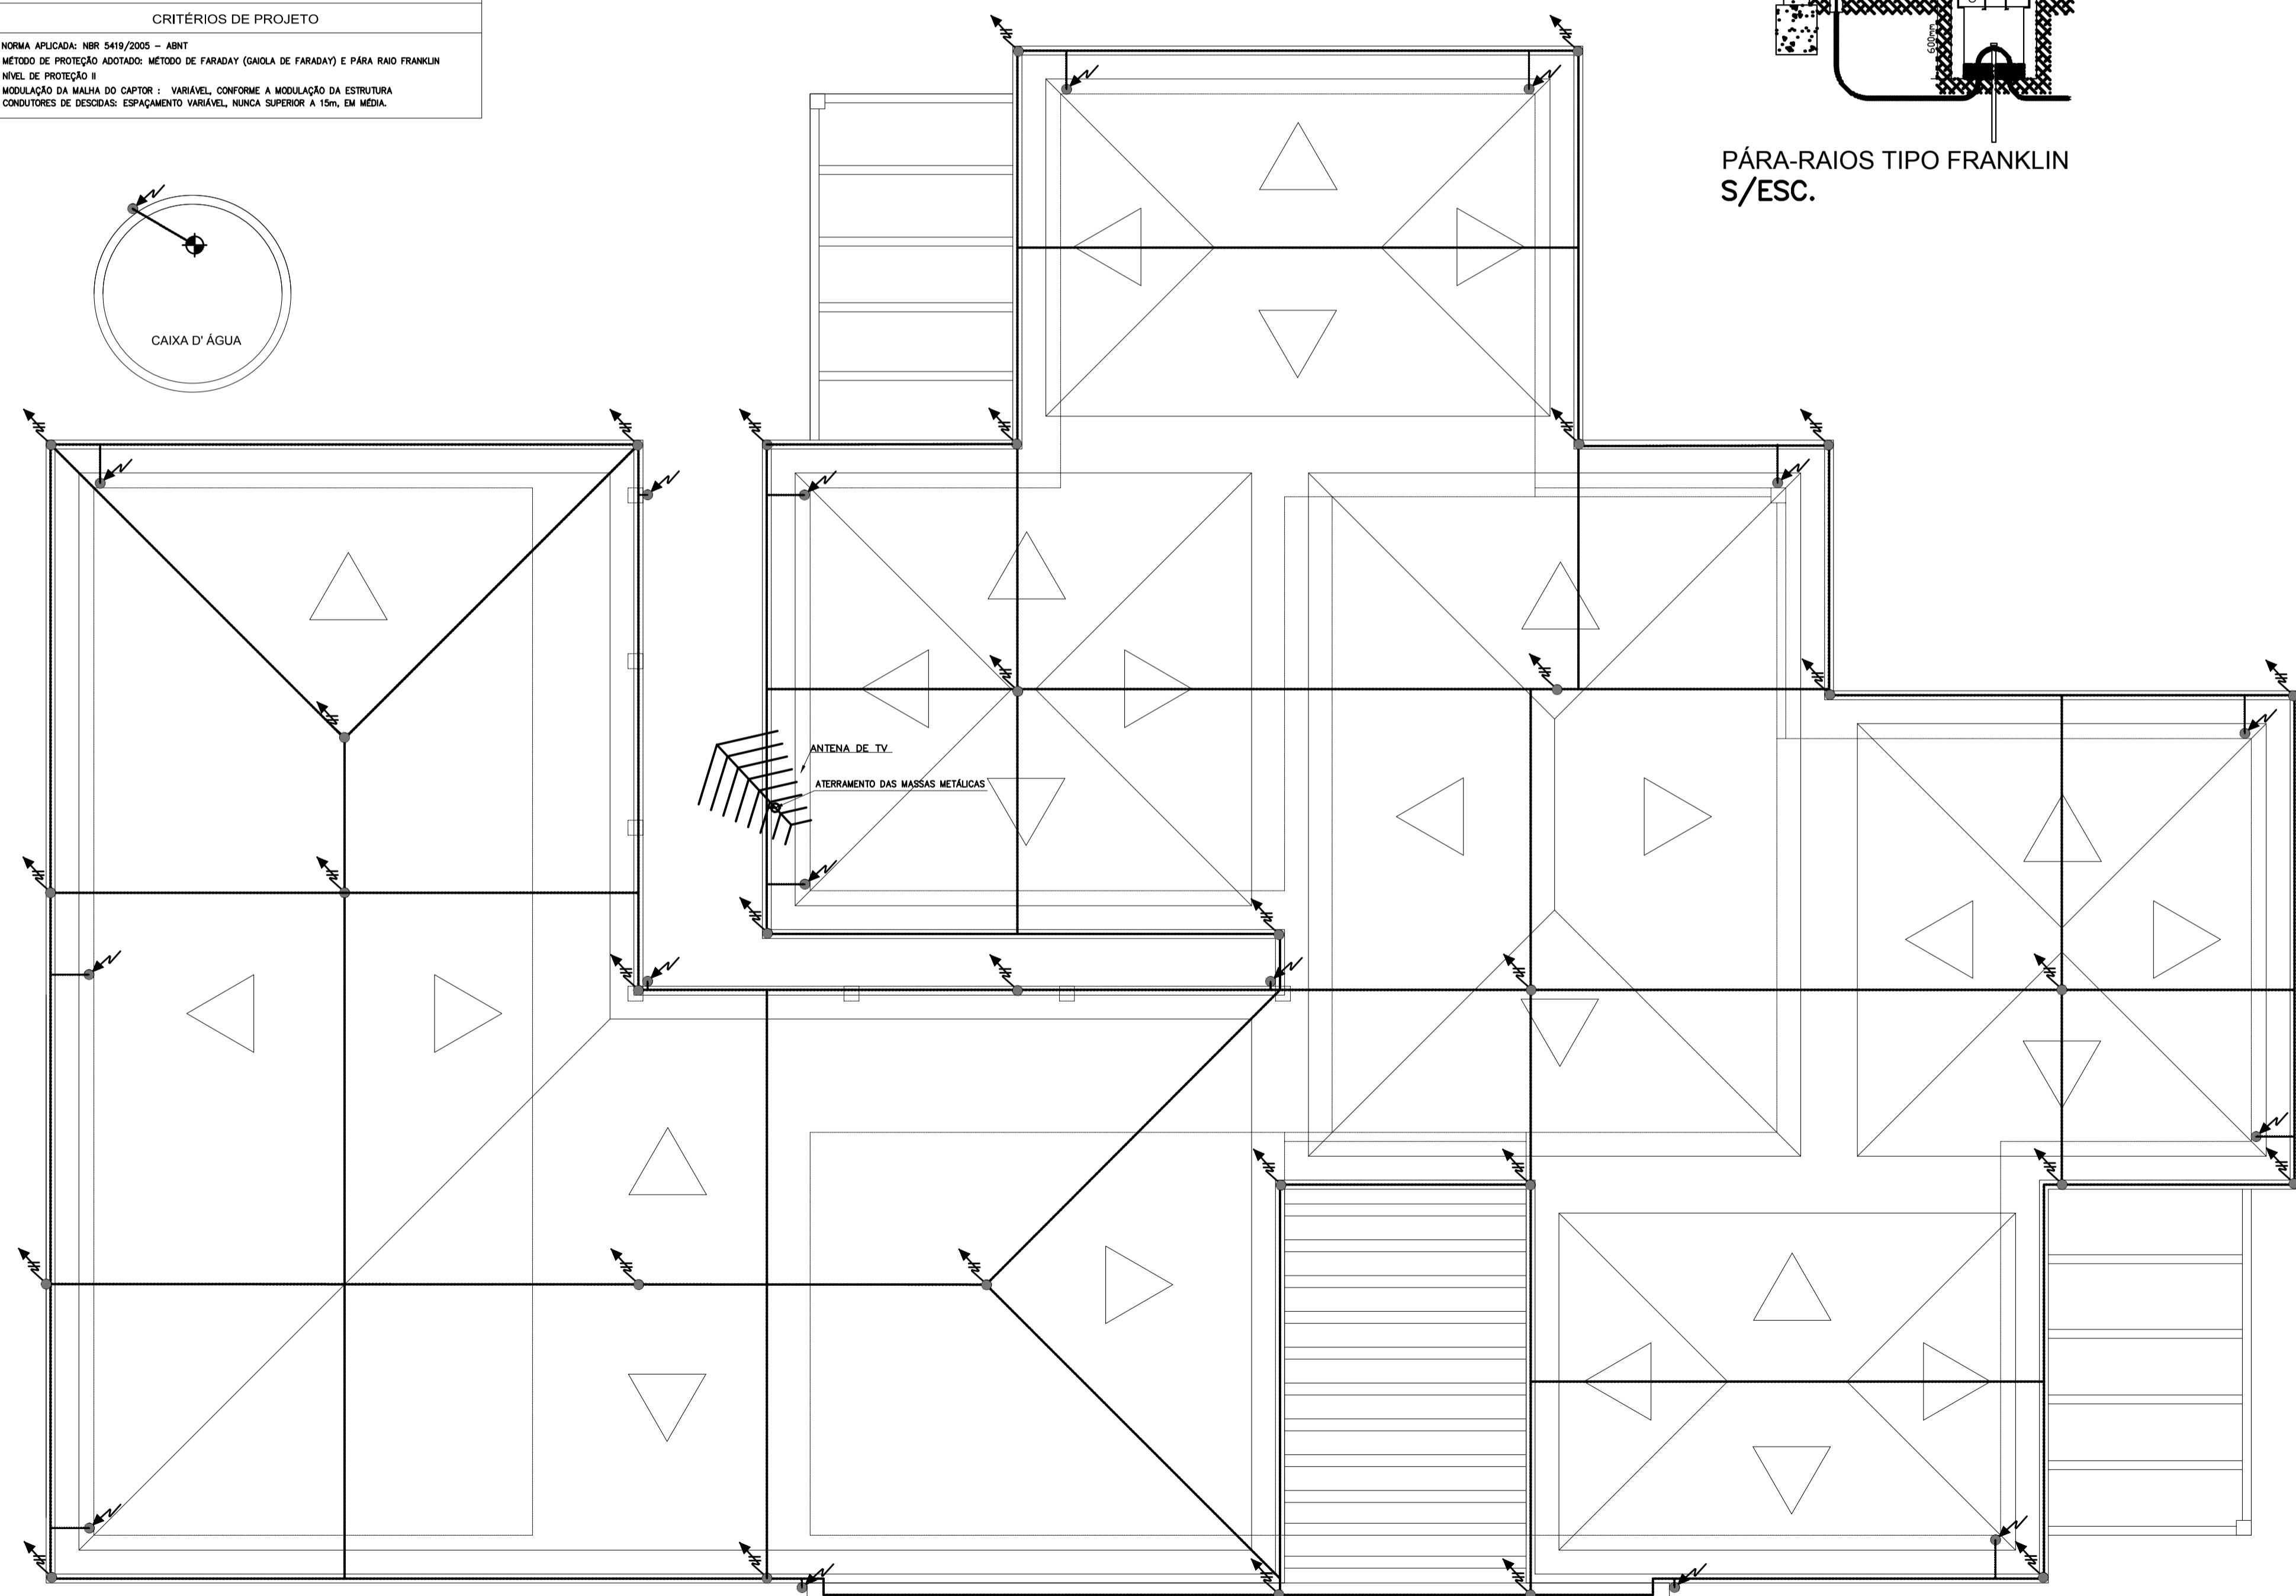 CRITÉRIOS DE PROJETO
NORMA APLICADA: NBR 5419/2005 - ABNT
MÉTODO DE PROTEÇÃO ADOTADO: MÉTODO DE FARADAY (GAIOLA DE FARADAY) E PÁRA RAIO FRANKLIN
NÍVEL DE PROTEÇÃO II
MODULAÇÃO DA MALHA DO CAPTOR : VARIÁVEL, CONFORME A MODULAÇÃO DA ESTRUTURA
CONDUTORES DE DESCIDAS: ESPAÇAMENTO VARIÁVEL, NUNCA SUPERIOR A 15m, EM MÉDIA.
600mm
PÁRA-RAIOS TIPO FRANKLIN
S/ESC.
CAIXA D' ÁGUA
ANTENA DE TV
ATERRAMENTO DAS MASSAS METÁLICAS